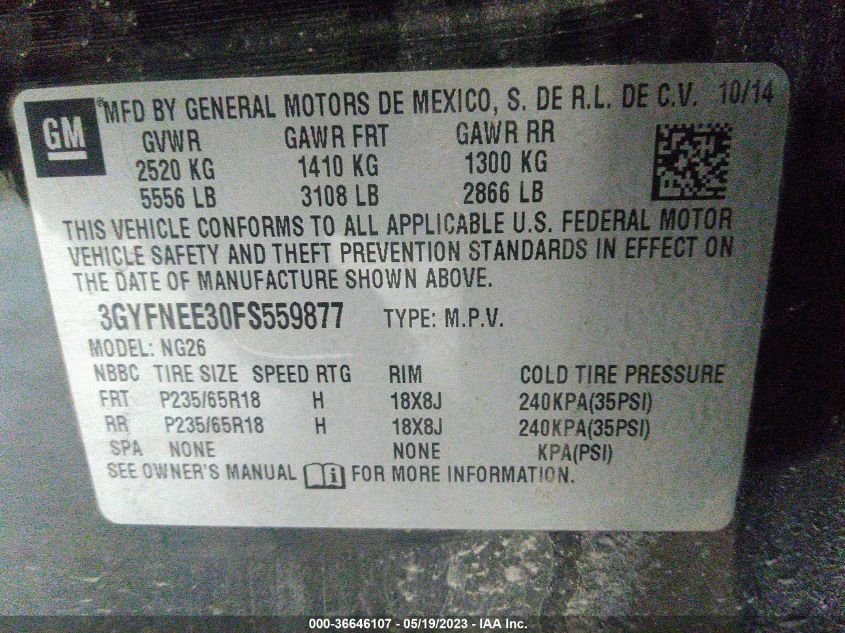 GM
MFD BY GENERAL MOTORS DE MEXICO, S. DE R.L. DE C.V. 10/14
GVWR GAWR FRT GAWR RR
2520 KG 1410 KG 1300 KG
5556 LB 3108 LB 2866 LB
THIS VEHICLE CONFORMS TO ALL APPLICABLE U.S. FEDERAL MOTOR
VEHICLE SAFETY AND THEFT PREVENTION STANDARDS IN EFFECT ON
THE DATE OF MANUFACTURE SHOWN ABOVE.
3GYFNEE30FS559877 TYPE: M.P.V.
MODEL: NG26
NBBC TIRE SIZE SPEED RTG RIM COLD TIRE PRESSURE
FRT P235/65R18 H 18X8J 240KPA(35PSI)
RR P235/65R18 H 18X8J 240KPA(35PSI)
SPA NONE NONE KPA(PSI)
SEE OWNER'S MANUAL i FOR MORE INFORMATION.
000-36646107 - 05/19/2023 - IAA Inc.